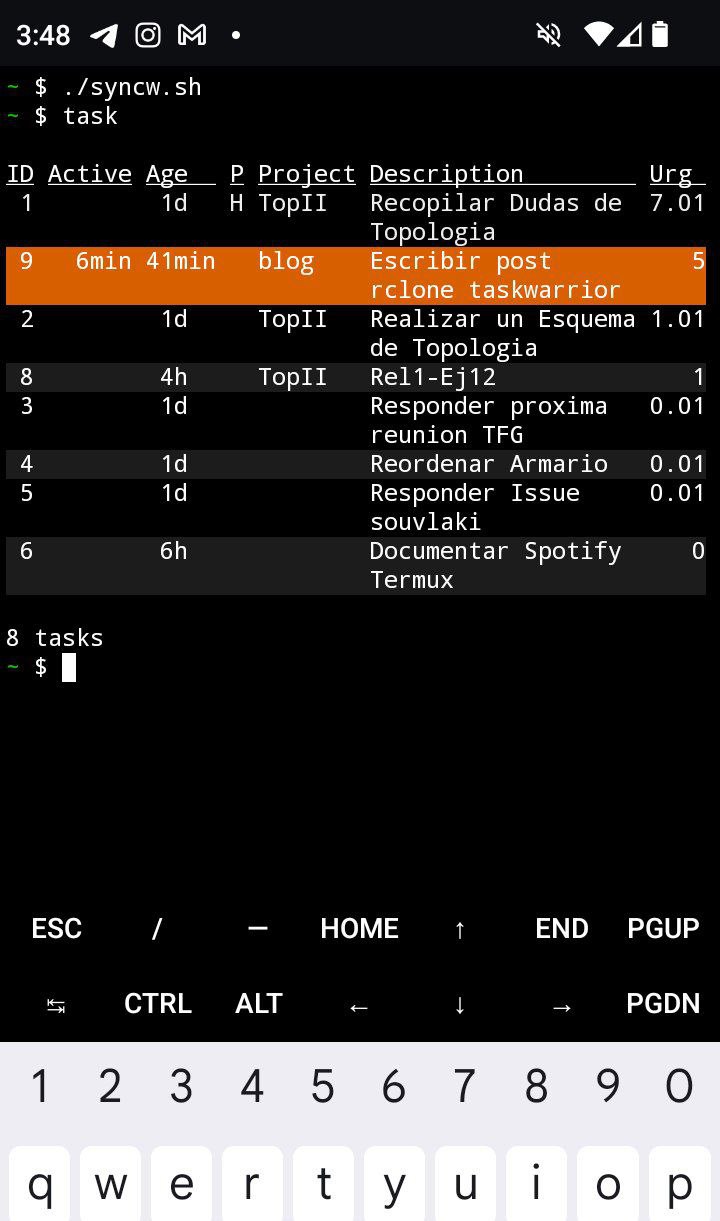 3:48
~ $ ./syncw.sh
~ $ task
ID Active Age P Project Description Urg
1 1d H TopII Recopilar Dudas de 7.01
Topologia
9 6min 41min blog Escribir post 5
rclone taskwarrior
2 1d TopII Realizar un Esquema 1.01
de Topologia
8 4h TopII Rel1-Ej12 1
3 1d Responder proxima 0.01
reunion TFG
4 1d Reordenar Armario 0.01
5 1d Responder Issue 0.01
souvlaki
6 6h Documentar Spotify 0
Termux
8 tasks
~ $
ESC / — HOME ↑ END PGUP
↹ CTRL ALT ← ↓ → PGDN
1 2 3 4 5 6 7 8 9 0
q w e r t y u i o p